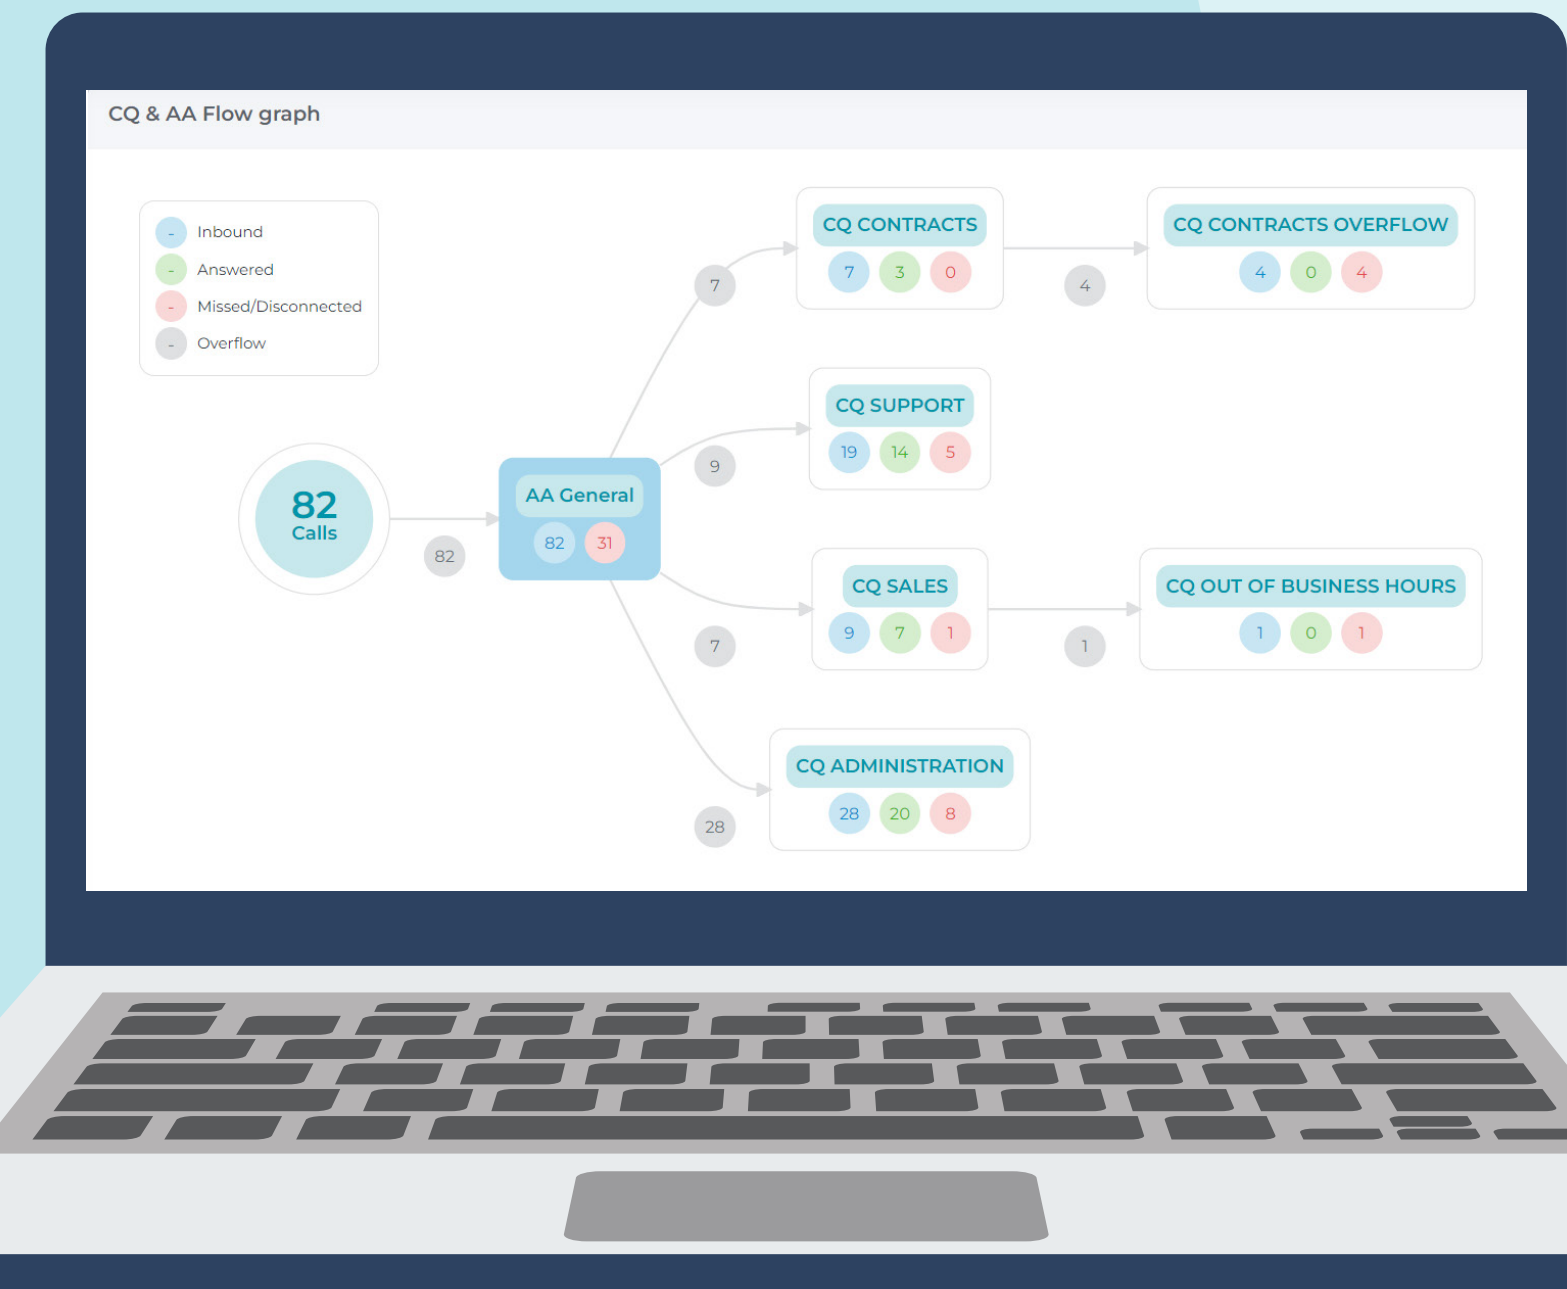 CQ & AA Flow graph
- Inbound
- Answered
- Missed/Disconnected
- Overflow
82
Calls
82
AA General
82 31
7
CQ CONTRACTS
7 3 0
4
CQ CONTRACTS OVERFLOW
4 0 4
9
CQ SUPPORT
19 14 5
7
CQ SALES
9 7 1
1
CQ OUT OF BUSINESS HOURS
1 0 1
28
CQ ADMINISTRATION
28 20 8